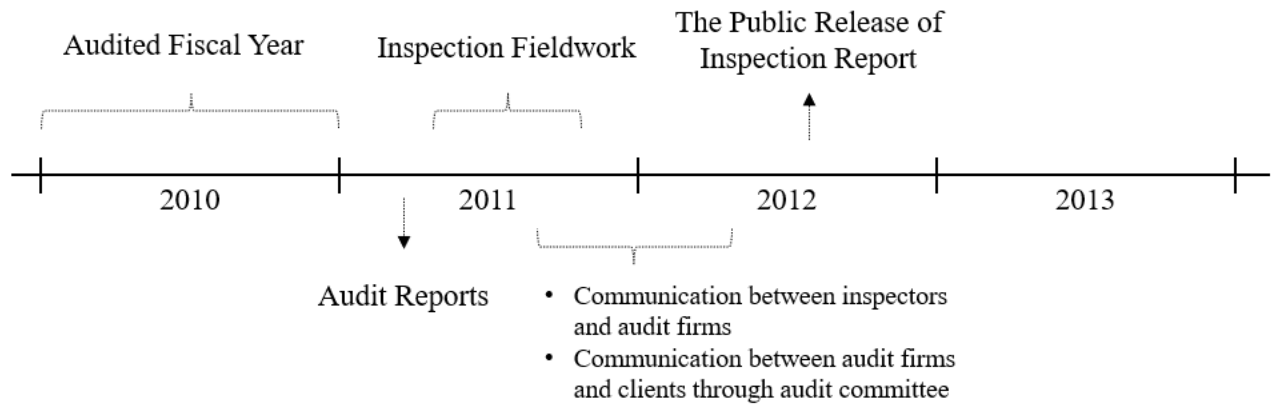 Audited Fiscal Year
Inspection Fieldwork
The Public Release of
Inspection Report
2010
2011
2012
2013
Audit Reports
• Communication between inspectors
and audit firms
• Communication between audit firms
and clients through audit committee